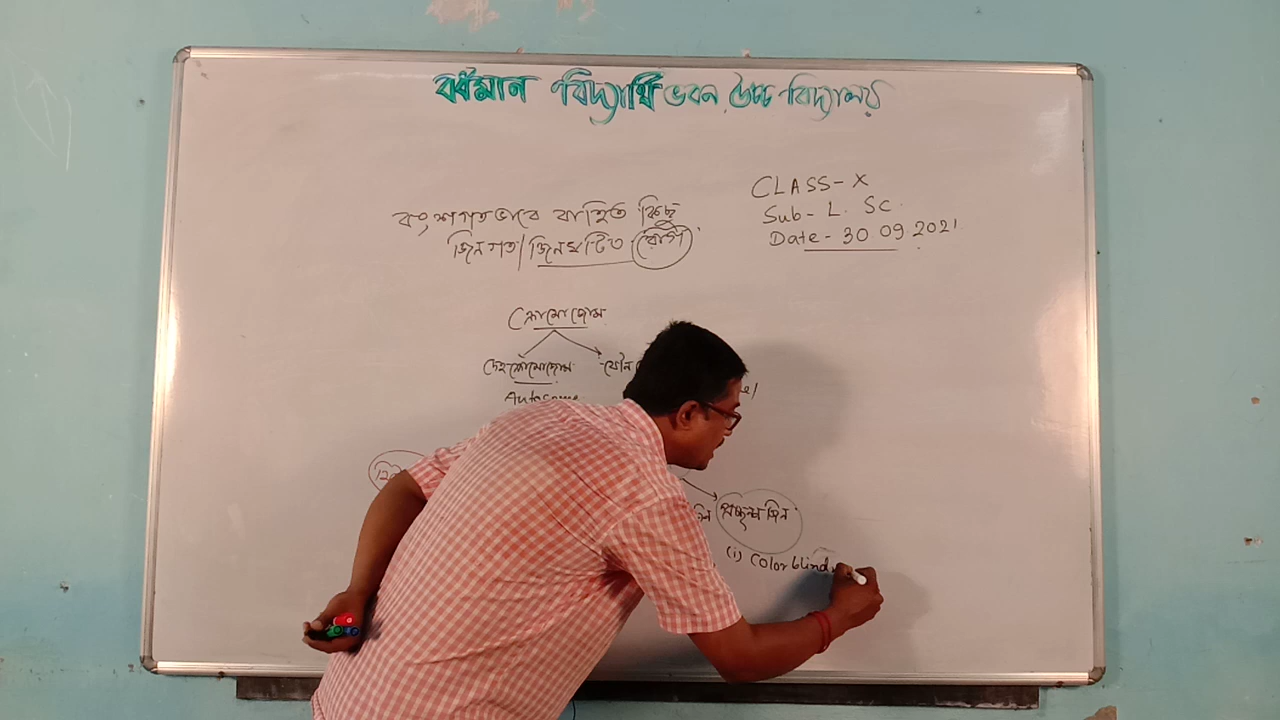 বর্ধমান বিদ্যার্থি ভবন উচ্চ বিদ্যালয়
CLASS-X
Sub- L. Sc.
Date- 30.09.2021
বংশগতভাবে বাহিত কিছু
জিনগত/জিনঘটিত রোগ
ক্রোমোজোম
দেহক্রোমোজোম যৌন
Autosome
প্রচ্ছন্ন জিন
(i) Color blind